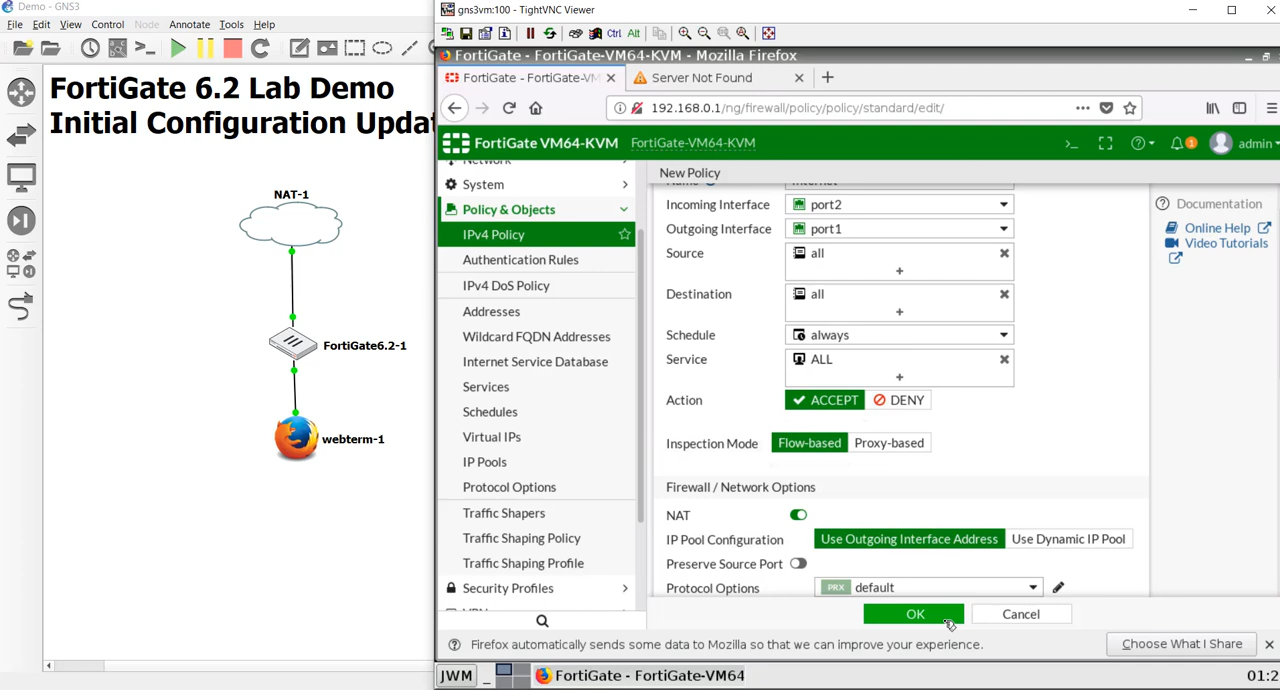 Demo - GNS3
File Edit View Control Node Annotate Tools Help
FortiGate 6.2 Lab Demo
Initial Configuration Updat
NAT-1
FortiGate6.2-1
webterm-1
gns3vm:100 - TightVNC Viewer
Ctrl Alt
FortiGate - FortiGate-VM64-KVM - Mozilla Firefox
FortiGate - FortiGate-VM
Server Not Found
192.168.0.1/ng/firewall/policy/policy/standard/edit/
FortiGate VM64-KVM
FortiGate-VM64-KVM
1
admin
Network
System
Policy & Objects
IPv4 Policy
Authentication Rules
IPv4 DoS Policy
Addresses
Wildcard FQDN Addresses
Internet Service Database
Services
Schedules
Virtual IPs
IP Pools
Protocol Options
Traffic Shapers
Traffic Shaping Policy
Traffic Shaping Profile
Security Profiles
VPN
New Policy
Name Internet
Incoming Interface port2
Outgoing Interface port1
Source all
+
Destination all
+
Schedule always
Service ALL
+
Action ACCEPT DENY
Inspection Mode Flow-based Proxy-based
Firewall / Network Options
NAT
IP Pool Configuration Use Outgoing Interface Address Use Dynamic IP Pool
Preserve Source Port
Protocol Options PRX default
OK Cancel
Documentation
Online Help
Video Tutorials
Firefox automatically sends some data to Mozilla so that we can improve your experience.
Choose What I Share
JWM
FortiGate - FortiGate-VM64
01:2